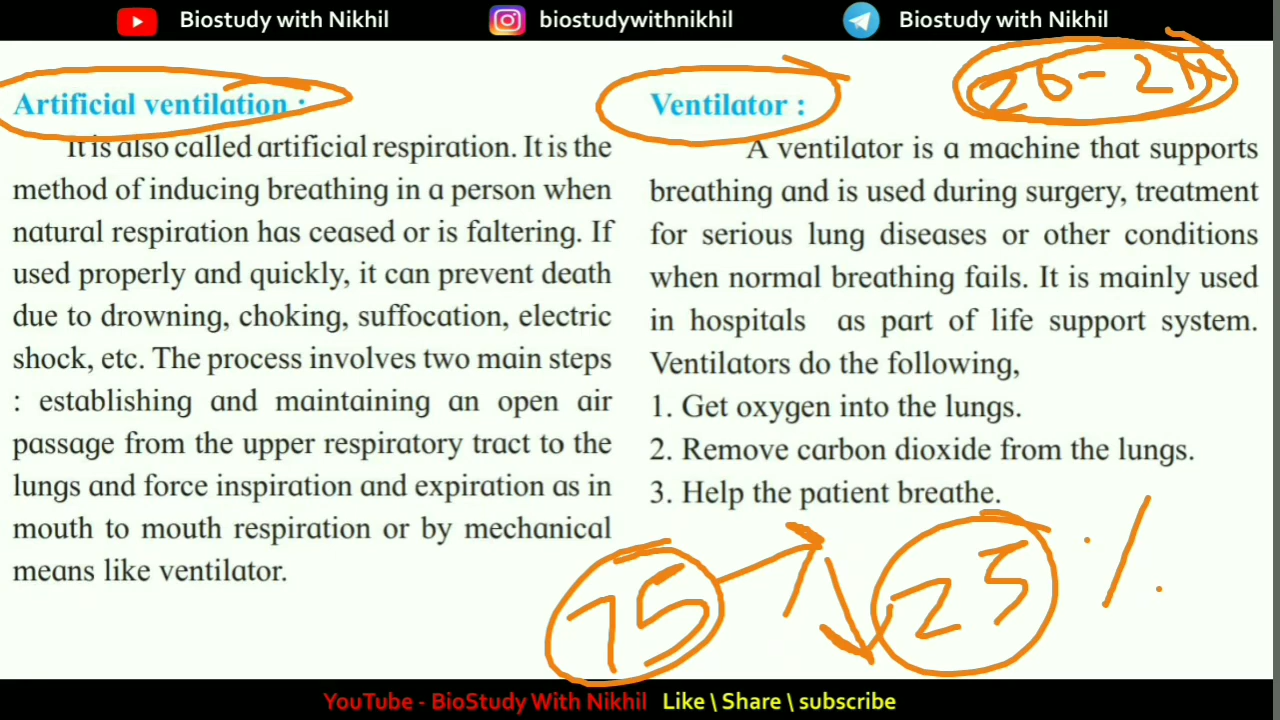 Biostudy with Nikhil
biostudywithnikhil
Biostudy with Nikhil
Artificial ventilation :
It is also called artificial respiration. It is the
method of inducing breathing in a person when
natural respiration has ceased or is faltering. If
used properly and quickly, it can prevent death
due to drowning, choking, suffocation, electric
shock, etc. The process involves two main steps
: establishing and maintaining an open air
passage from the upper respiratory tract to the
lungs and force inspiration and expiration as in
mouth to mouth respiration or by mechanical
means like ventilator.
Ventilator :
A ventilator is a machine that supports
breathing and is used during surgery, treatment
for serious lung diseases or other conditions
when normal breathing fails. It is mainly used
in hospitals as part of life support system.
Ventilators do the following,
1. Get oxygen into the lungs.
2. Remove carbon dioxide from the lungs.
3. Help the patient breathe.
75
%
YouTube - BioStudy With Nikhil Like \ Share \ subscribe